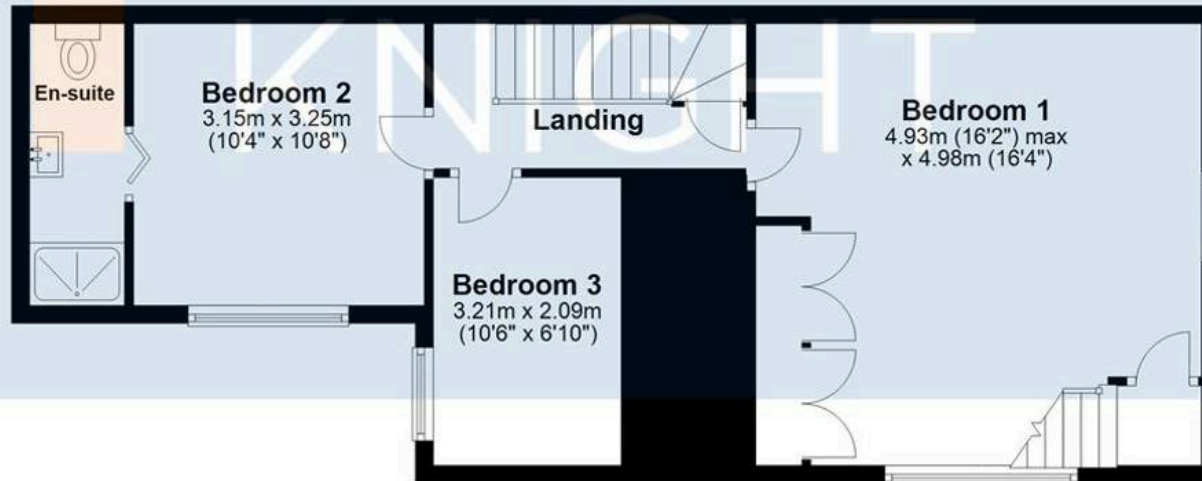 KNIGHT
En-suite
Bedroom 2
3.15m x 3.25m
(10'4" x 10'8")
Landing
Bedroom 1
4.93m (16'2") max
x 4.98m (16'4")
Bedroom 3
3.21m x 2.09m
(10'6" x 6'10")